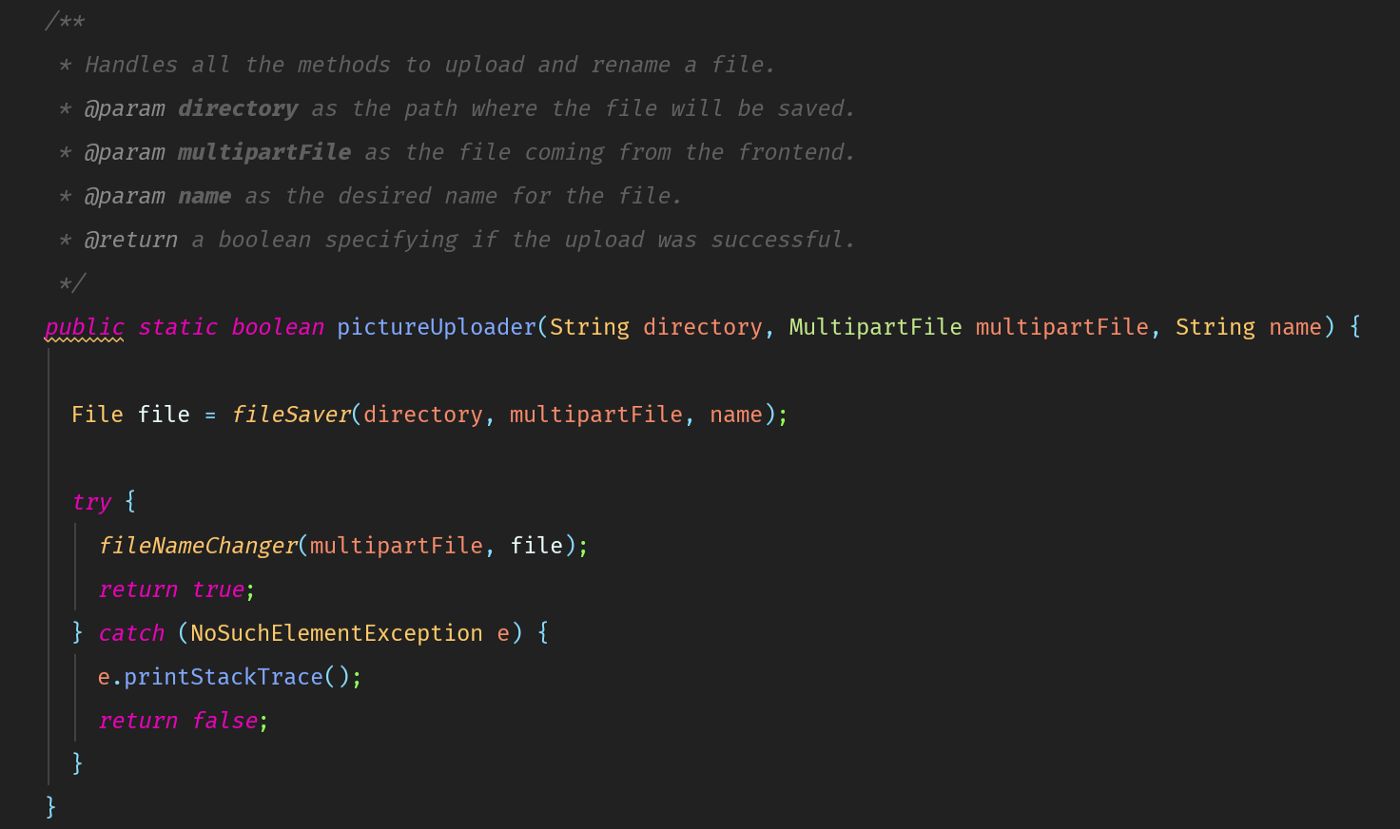 /**
* Handles all the methods to upload and rename a file.
* @param directory as the path where the file will be saved.
* @param multipartFile as the file coming from the frontend.
* @param name as the desired name for the file.
* @return a boolean specifying if the upload was successful.
*/
public static boolean pictureUploader(String directory, MultipartFile multipartFile, String name) {
File file = fileSaver(directory, multipartFile, name);
try {
fileNameChanger(multipartFile, file);
return true;
} catch (NoSuchElementException e) {
e.printStackTrace();
return false;
}
}